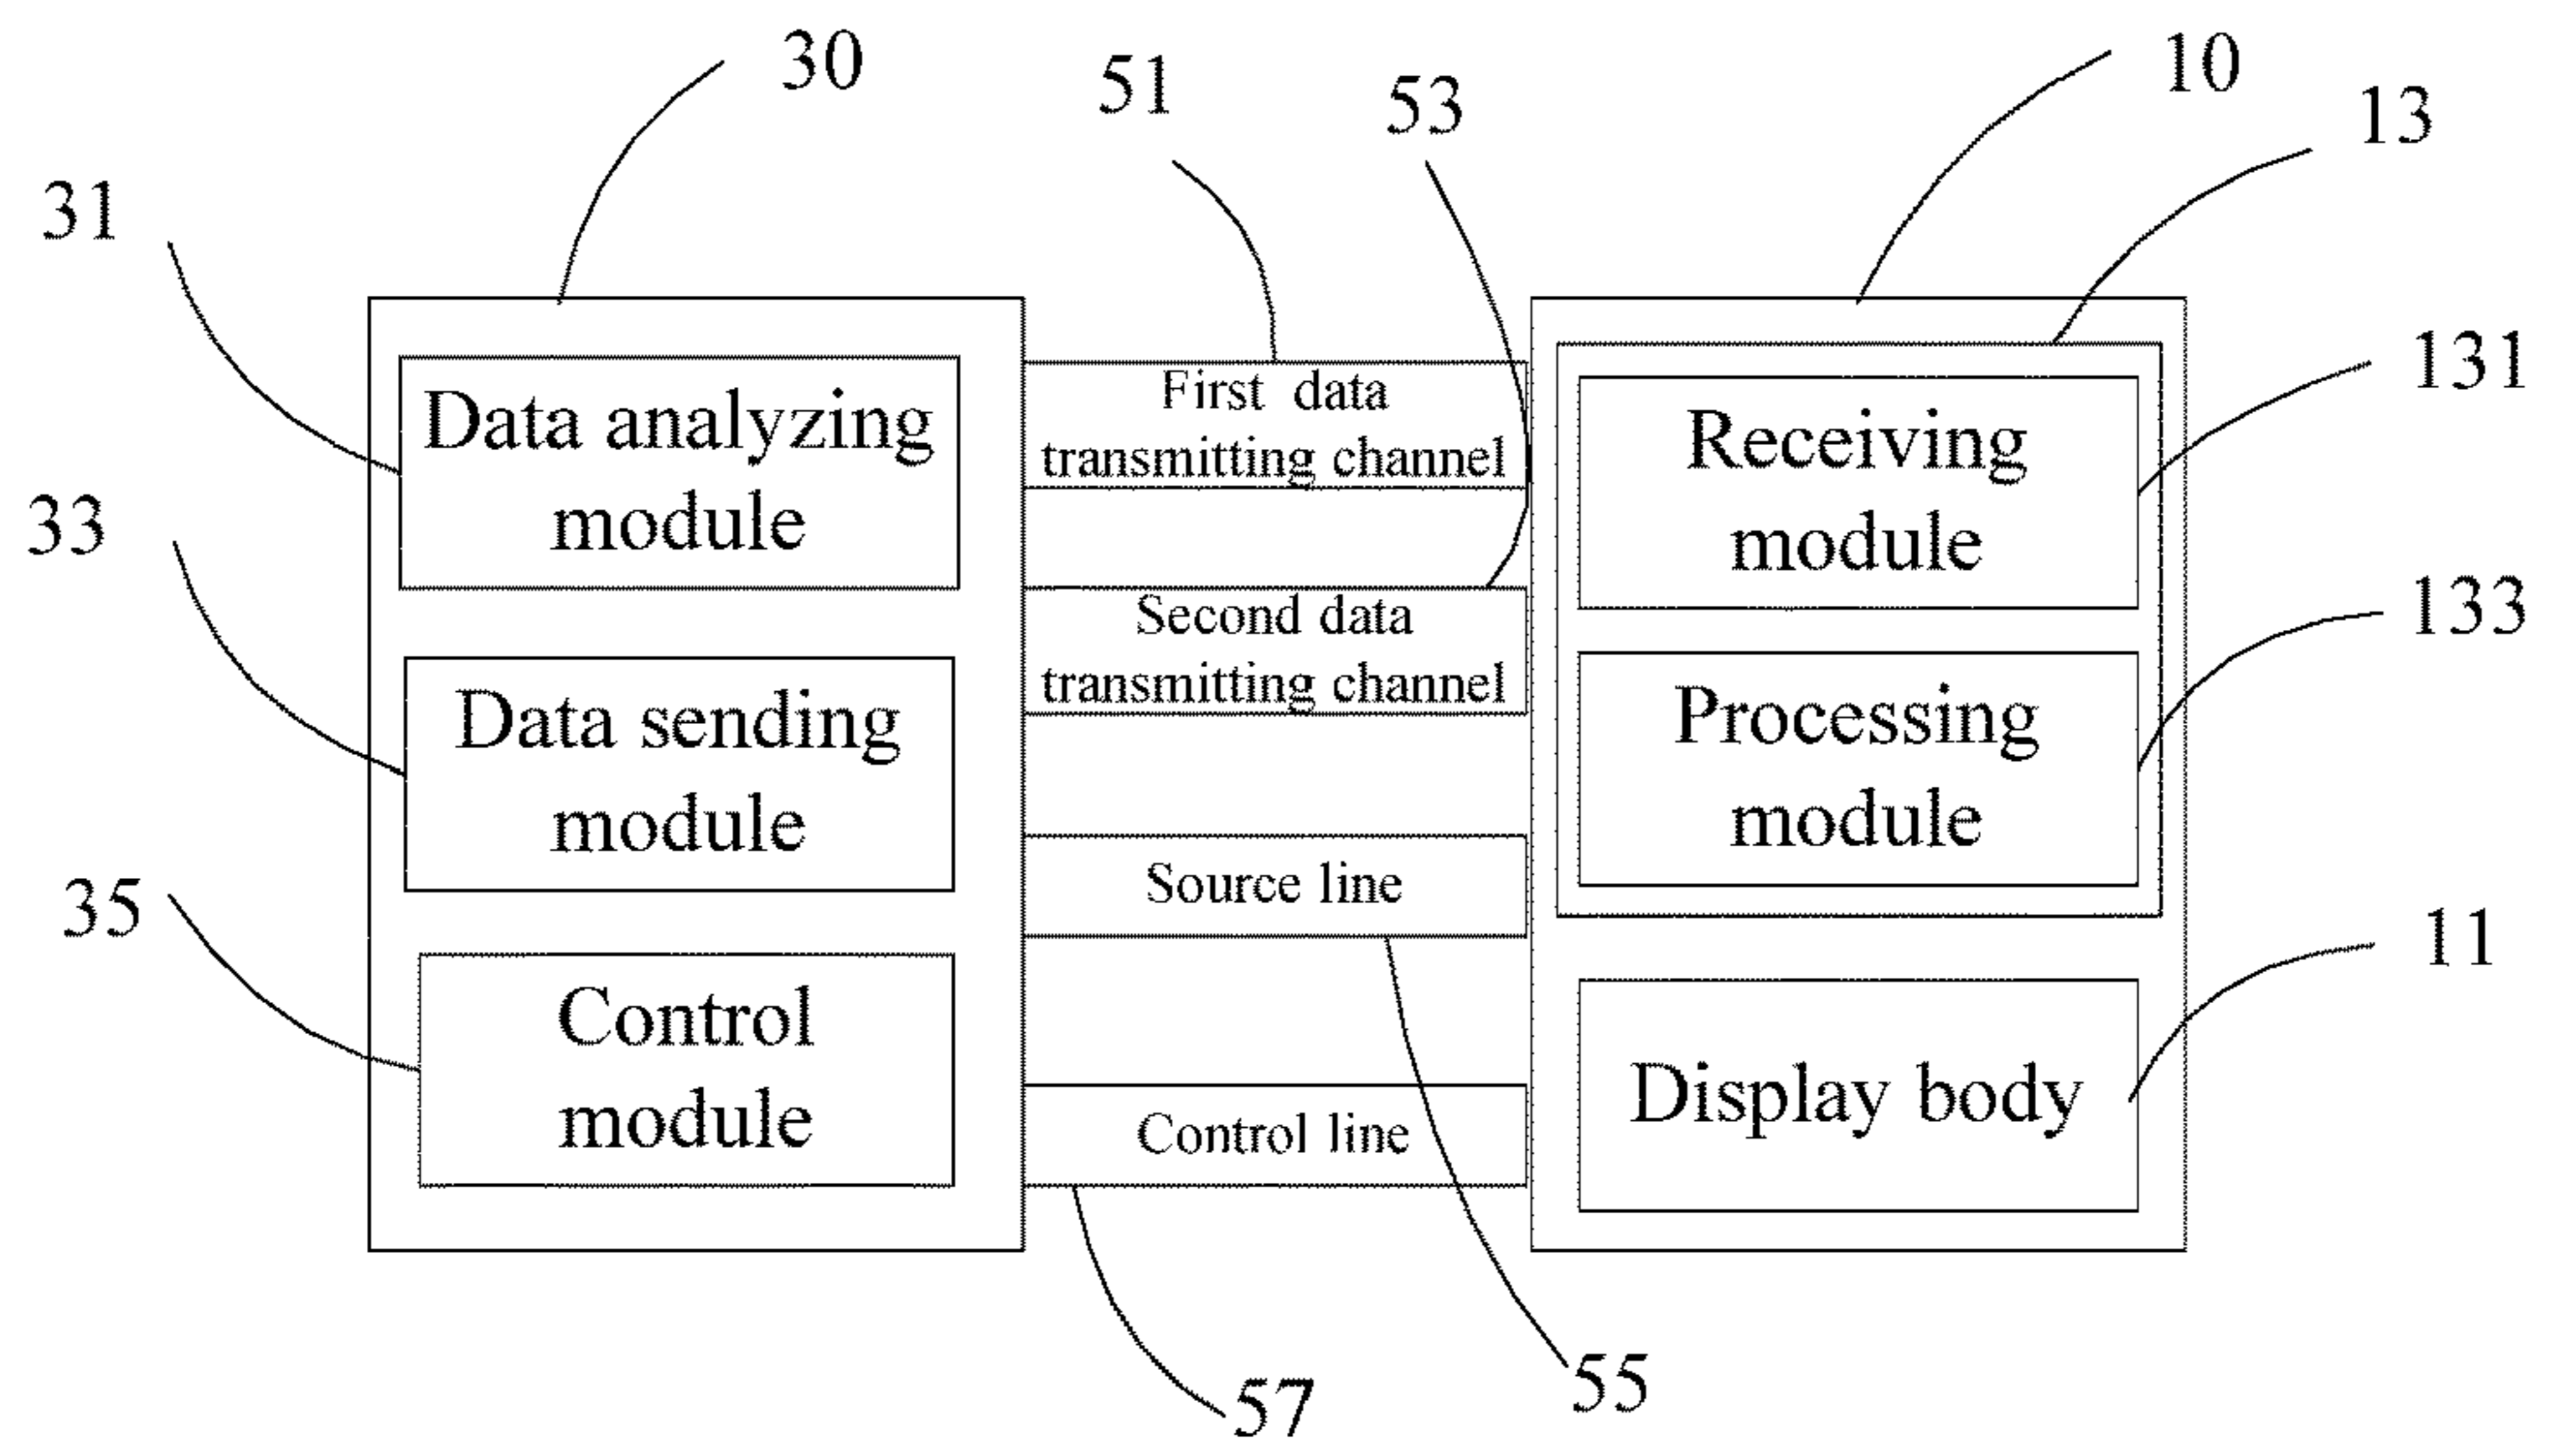 30
51
53
10
13
31
33
35
Data analyzing
module
Data sending
module
Control
module
First data
transmitting channel
Second data
transmitting channel
Source line
Control line
Receiving
module
Processing
module
Display body
131
133
11
57
55